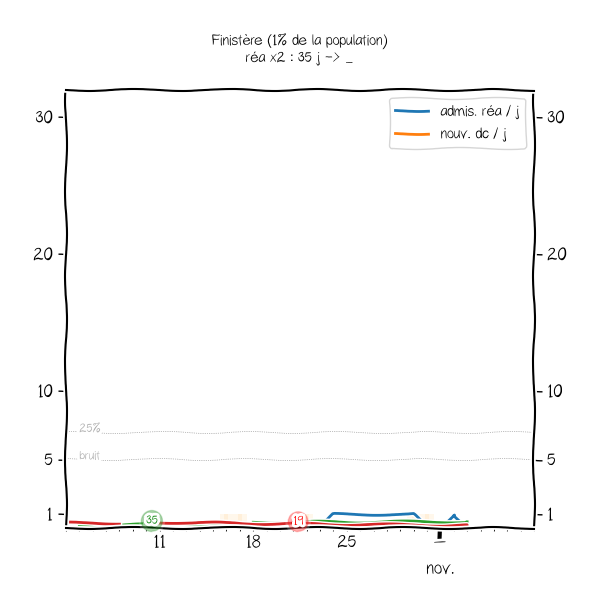 Finistère (1% de la population)
réa x2 : 35 j -> _
admis. réa / j
nouv. dc / j
30
30
20
20
10
10
25%
5
bruit
5
1
35
19
1
11
18
25
1
nov.